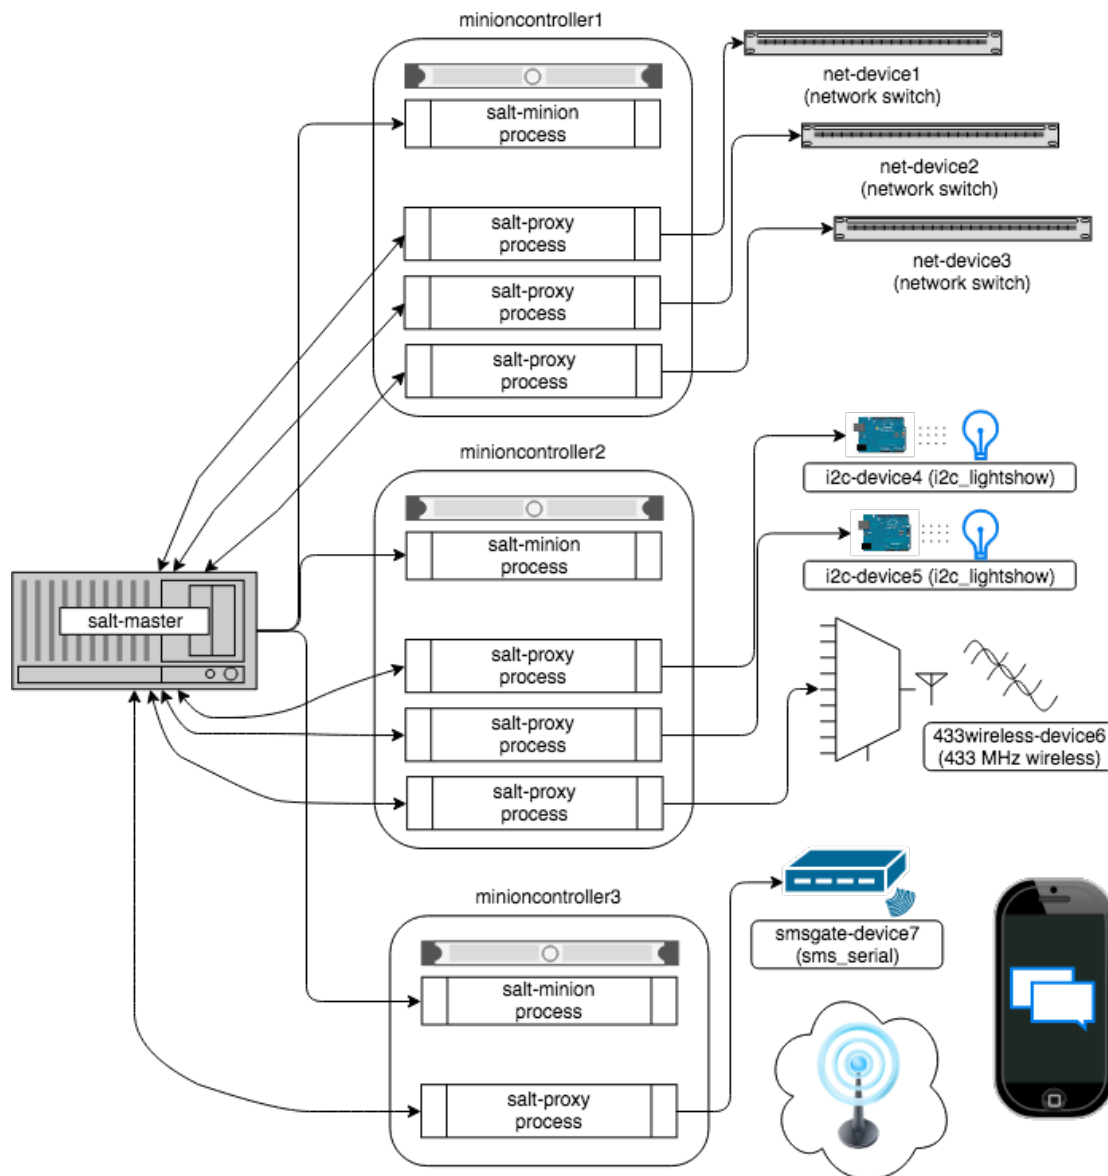 minioncontroller1
salt-minion
process
salt-proxy
process
salt-proxy
process
salt-proxy
process
net-device1
(network switch)
net-device2
(network switch)
net-device3
(network switch)
minioncontroller2
salt-minion
process
salt-proxy
process
salt-proxy
process
salt-proxy
process
i2c-device4 (i2c_lightshow)
i2c-device5 (i2c_lightshow)
433wireless-device6
(433 MHz wireless)
salt-master
minioncontroller3
salt-minion
process
salt-proxy
process
smsgate-device7
(sms_serial)